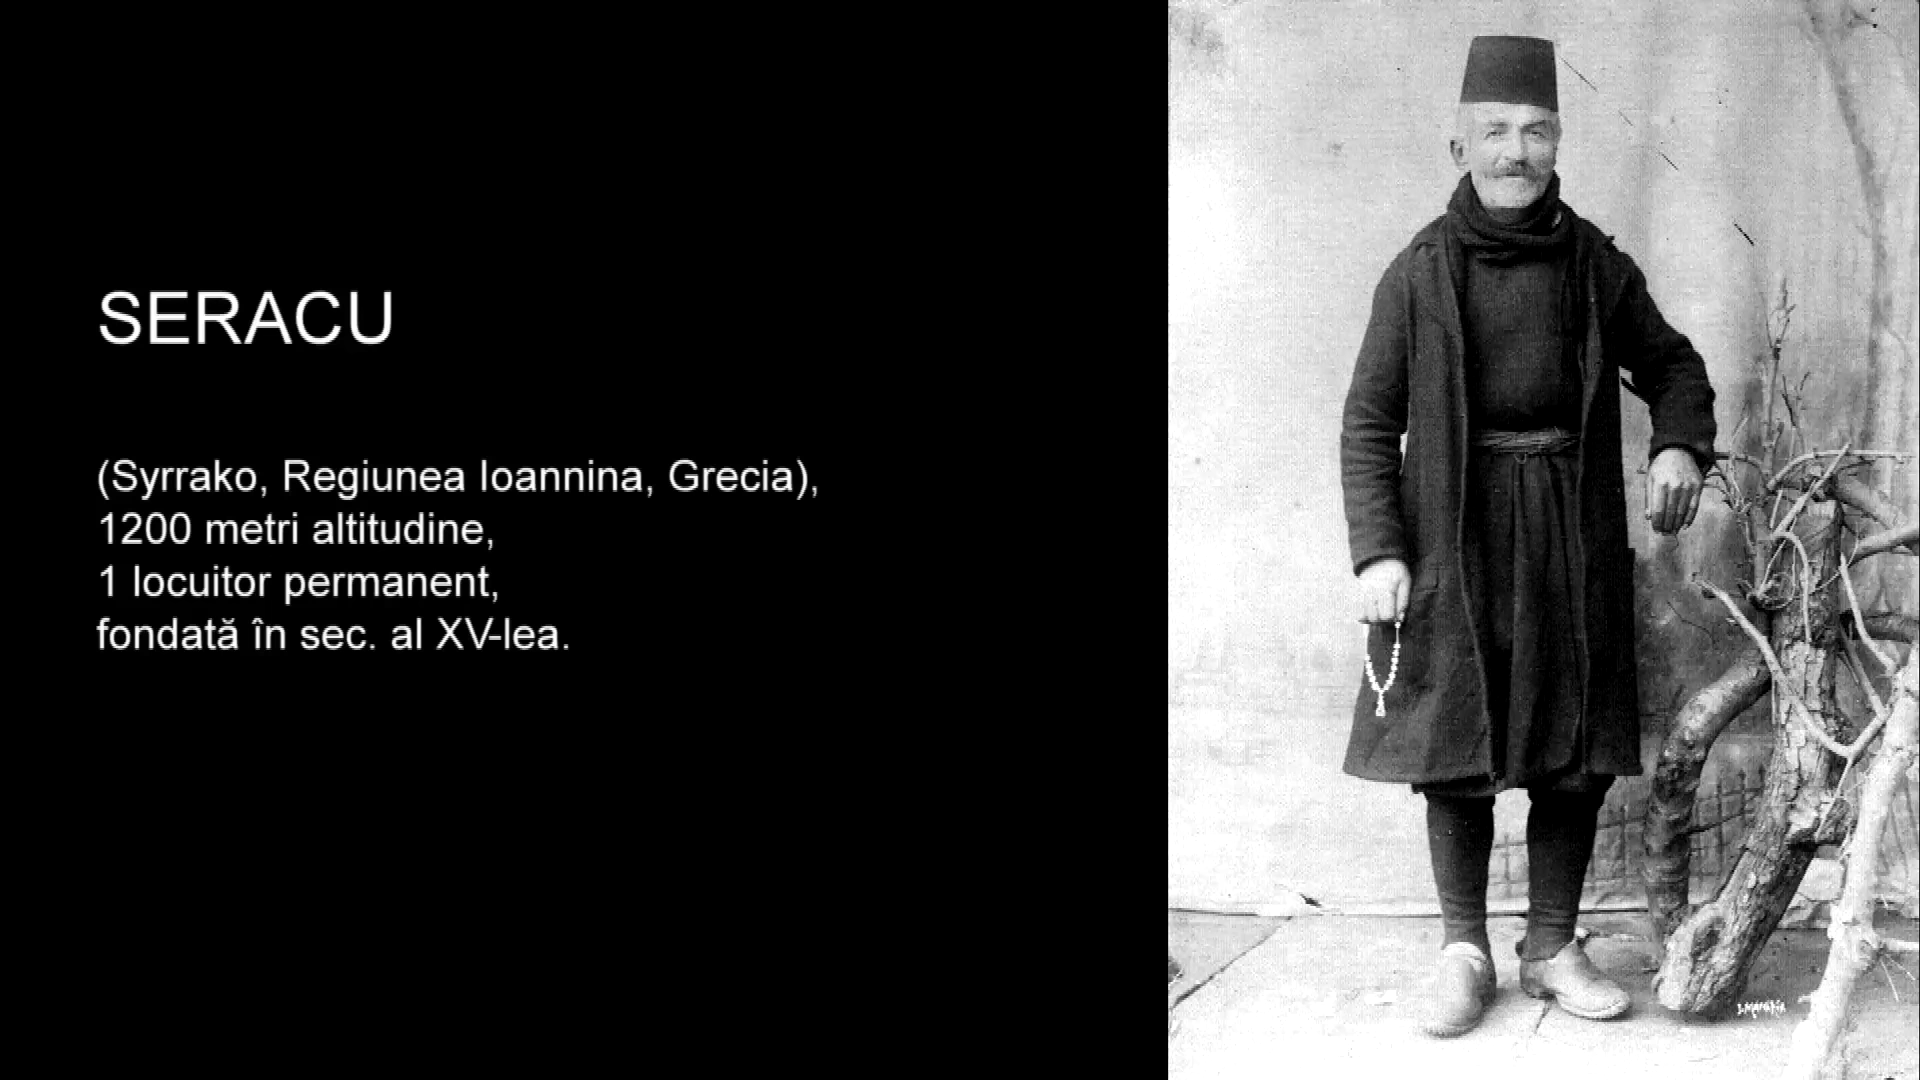 SERACU
(Syrrako, Regiunea Ioannina, Grecia),
1200 metri altitudine,
1 locuitor permanent,
fondată în sec. al XV-lea.